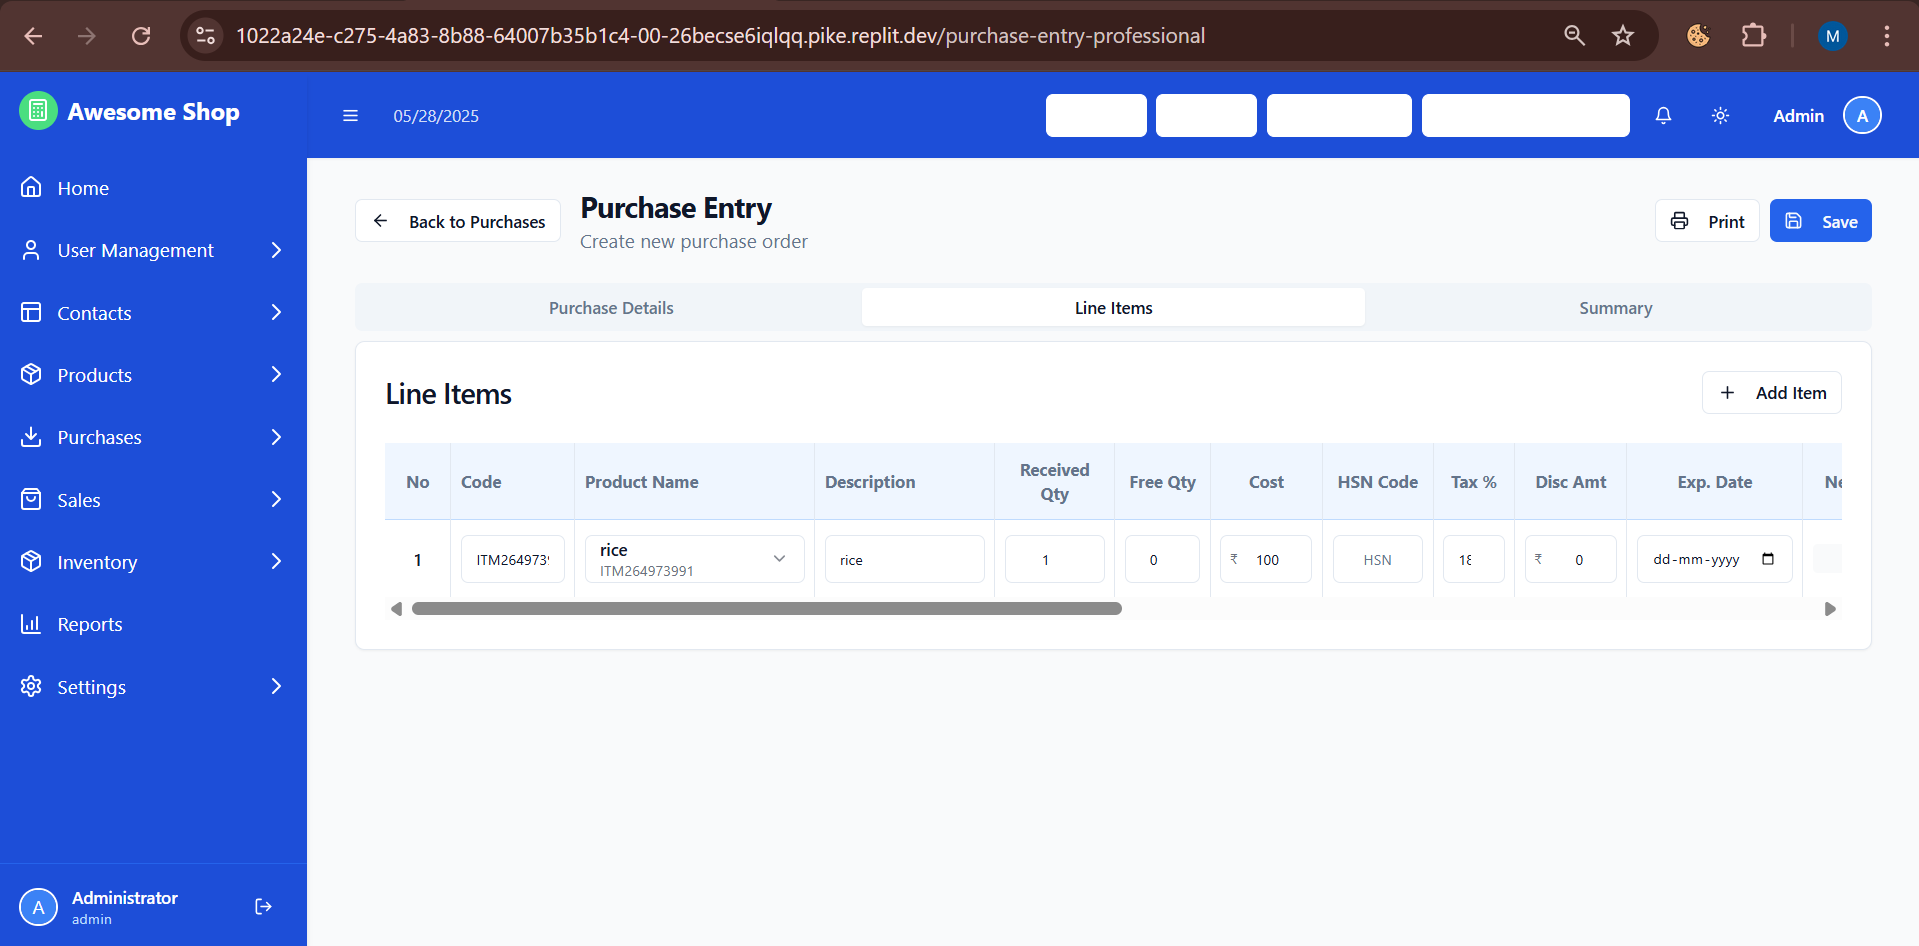 1022a24e-c275-4a83-8b88-64007b35b1c4-00-26becse6iqlqq.pike.replit.dev/purchase-entry-professional
M
Awesome Shop
05/28/2025
Admin
A
Home
User Management
Contacts
Products
Purchases
Sales
Inventory
Reports
Settings
A
Administrator
admin
Back to Purchases
Purchase Entry
Create new purchase order
Print
Save
Purchase Details
Line Items
Summary
Line Items
Add Item
No
Code
Product Name
Description
Received
Qty
Free Qty
Cost
HSN Code
Tax %
Disc Amt
Exp. Date
1
ITM2649739
rice
ITM264973991
rice
1
0
₹ 100
HSN
18
₹ 0
dd-mm-yyyy